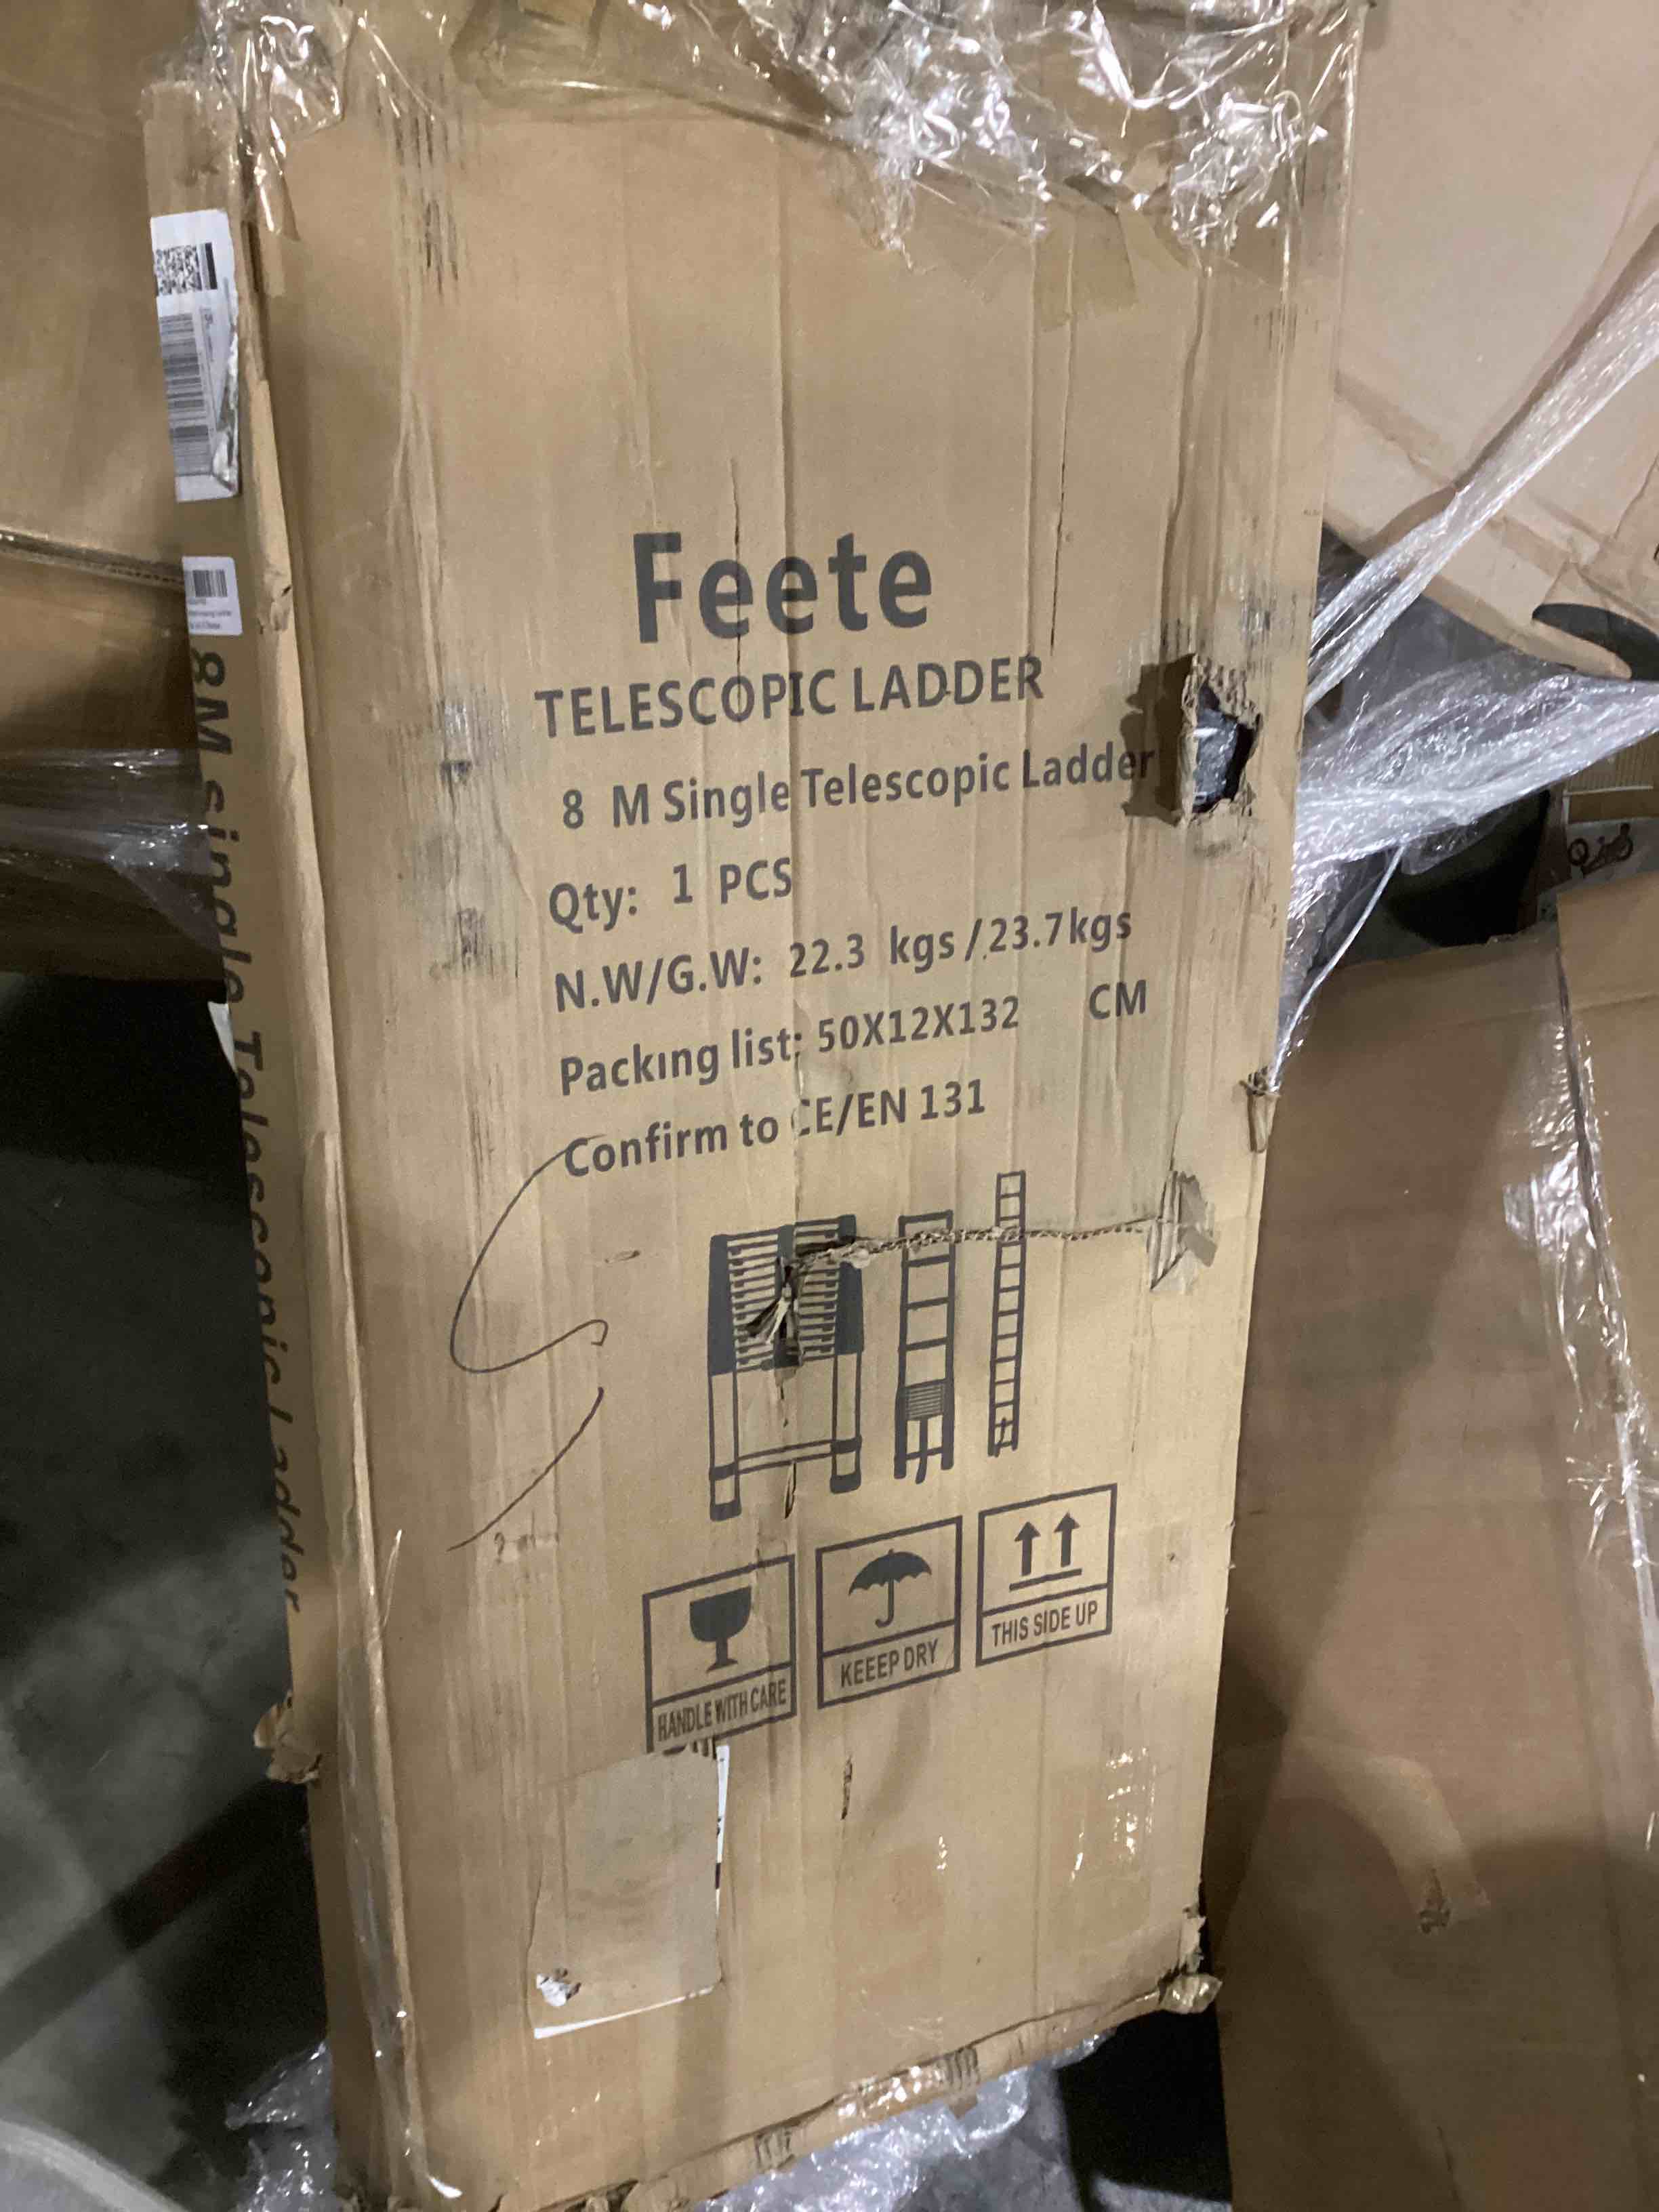 Feete
TELESCOPIC LADDER
8 M Single Telescopic Ladder
Qty: 1 PCS
N.W/G.W: 22.3 kgs/23.7kgs
Packing list: 50X12X132 CM
Confirm to CE/EN 131
HANDLE WITH CARE
KEEEP DRY
THIS SIDE UP
8M single Telescopic Ladder